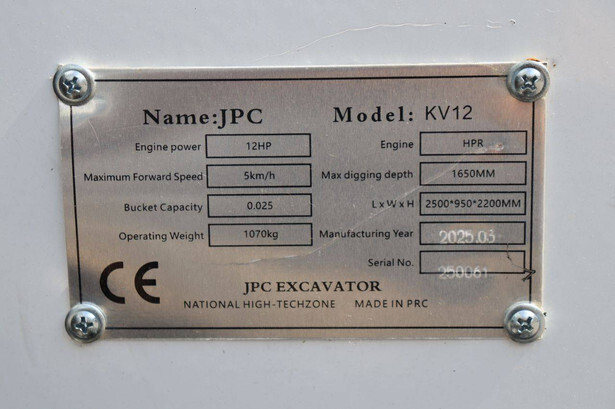 Name:JPC Model: KV12
Engine power 12HP Engine HPR
Maximum Forward Speed 5km/h Max digging depth 1650MM
Bucket Capacity 0.025 L x W x H 2500*950*2200MM
Operating Weight 1070kg Manufacturing Year 2025.03
Serial No. 250061
CE
JPC EXCAVATOR
NATIONAL HIGH-TECHZONE MADE IN PRC